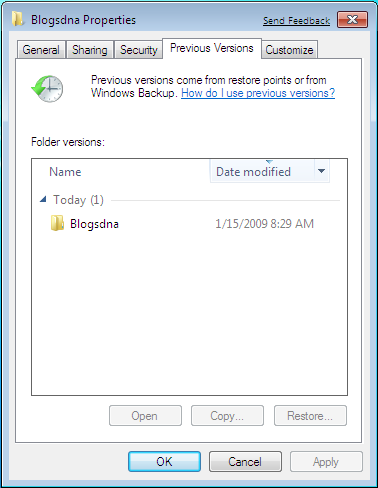 Blogsdna Properties
Send Feedback
General Sharing Security Previous Versions Customize
Previous versions come from restore points or from
Windows Backup. How do I use previous versions?
Folder versions:
Name Date modified
Today (1)
Blogsdna 1/15/2009 8:29 AM
Open Copy... Restore...
OK Cancel Apply